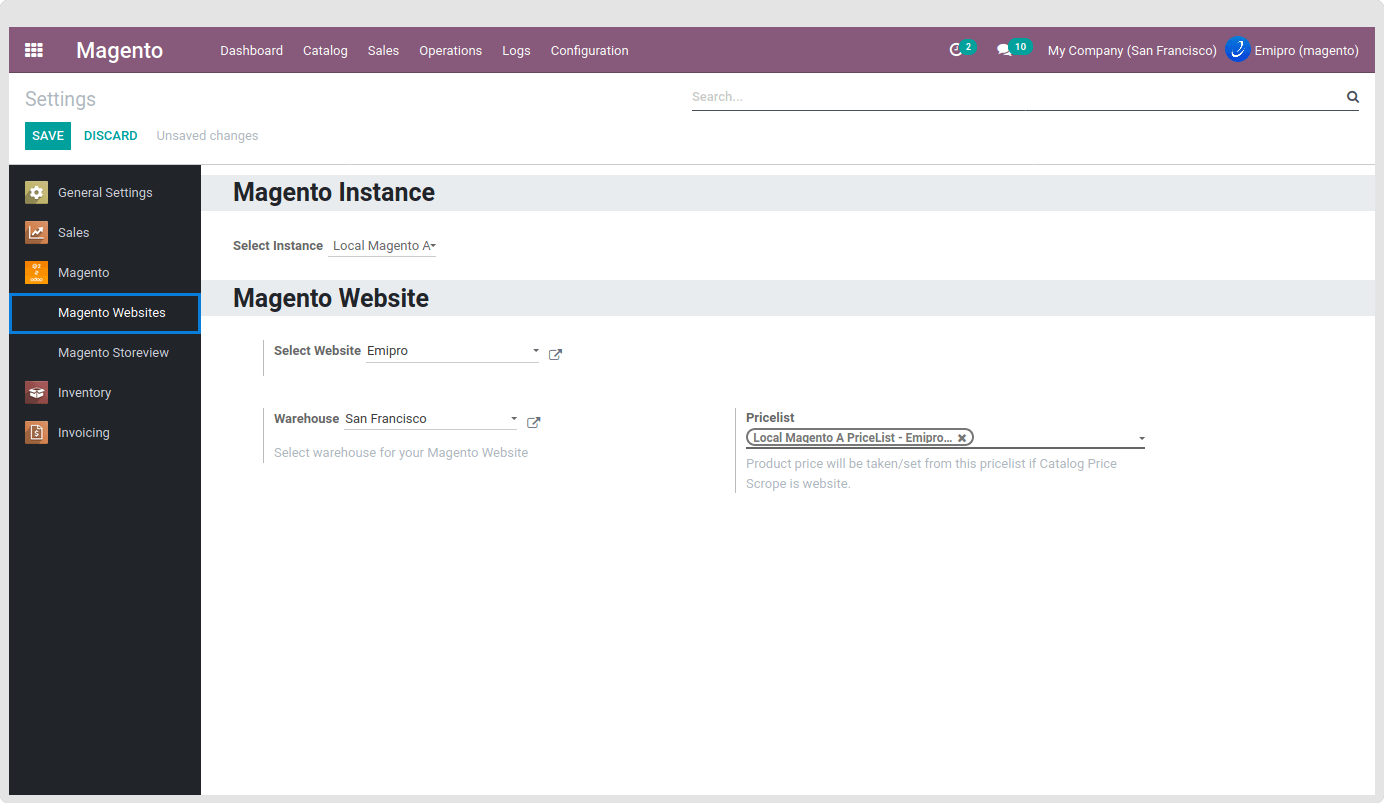 Magento Dashboard Catalog Sales Operations Logs Configuration 2 10 My Company (San Francisco) Emipro (magento)
Settings Search...
SAVE DISCARD Unsaved changes
General Settings
Sales
Magento
Magento Websites
Magento Storeview
Inventory
Invoicing
Magento Instance
Select Instance Local Magento A
Magento Website
Select Website Emipro
Warehouse San Francisco
Select warehouse for your Magento Website
Pricelist
Local Magento A PriceList - Emipro...
Product price will be taken/set from this pricelist if Catalog Price
Scrope is website.